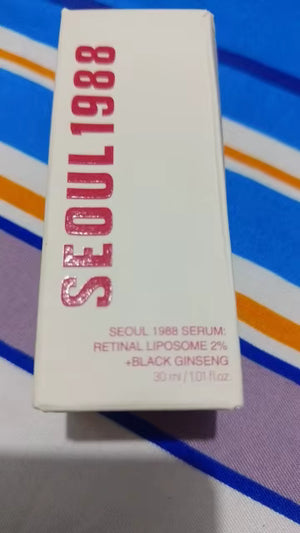 SEOUL1988
SEOUL 1988 SERUM:
RETINAL LIPOSOME 2%
+BLACK GINSENG
30 ml / 1.01 fl.oz.